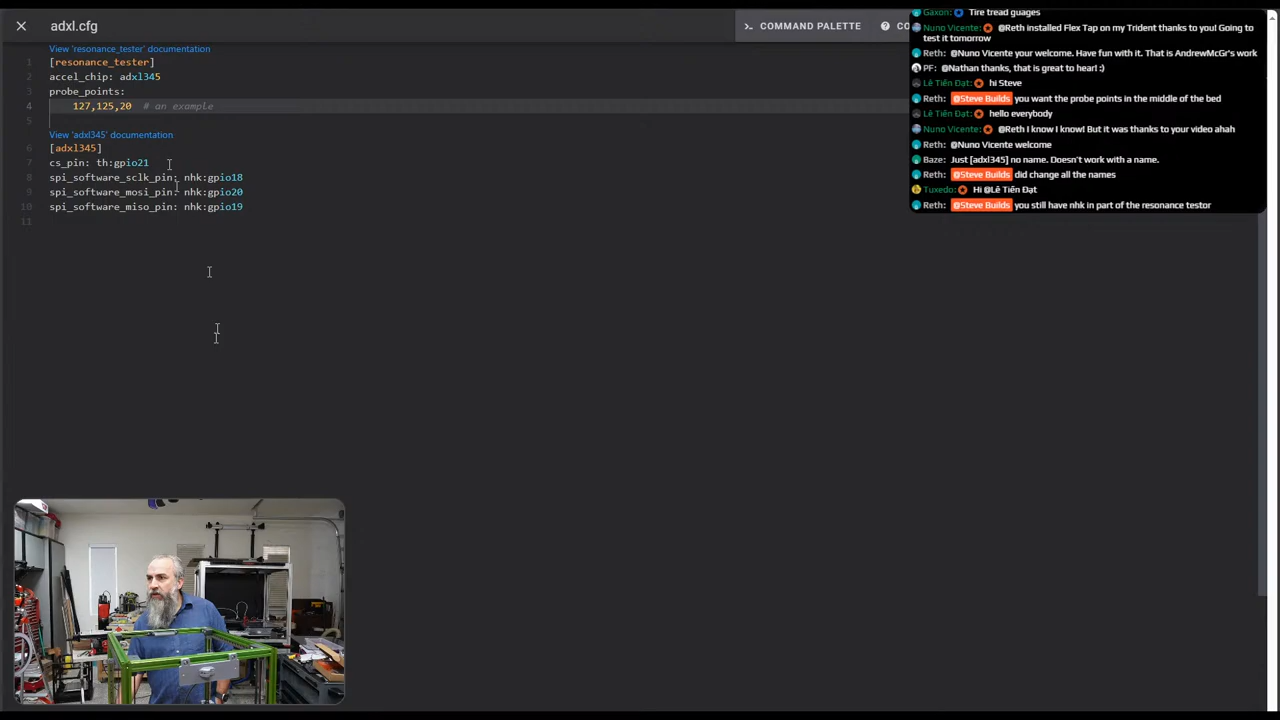 adxl.cfg
COMMAND PALETTE
CO
View 'resonance_tester' documentation
1 [resonance_tester]
2 accel_chip: adxl345
3 probe_points:
4 127,125,20 # an example
5
View 'adxl345' documentation
6 [adxl345]
7 cs_pin: th:gpio21
8 spi_software_sclk_pin: nhk:gpio18
9 spi_software_mosi_pin: nhk:gpio20
10 spi_software_miso_pin: nhk:gpio19
11
Gaxon: Tire tread guages
Nuno Vicente: @Reth installed Flex Tap on my Trident thanks to you! Going to
test it tomorrow
Reth: @Nuno Vicente your welcome. Have fun with it. That is AndrewMcGr's work
PF: @Nathan thanks, that is great to hear! :)
Lê Tiến Đạt: hi Steve
Reth: @Steve Builds you want the probe points in the middle of the bed
Lê Tiến Đạt: hello everybody
Nuno Vicente: @Reth I know I know! But it was thanks to your video ahah
Reth: @Nuno Vicente welcome
Baze: Just [adxl345] no name. Doesn't work with a name.
Reth: @Steve Builds did change all the names
Tuxedo: Hi @Lê Tiến Đạt
Reth: @Steve Builds you still have nhk in part of the resonance testor